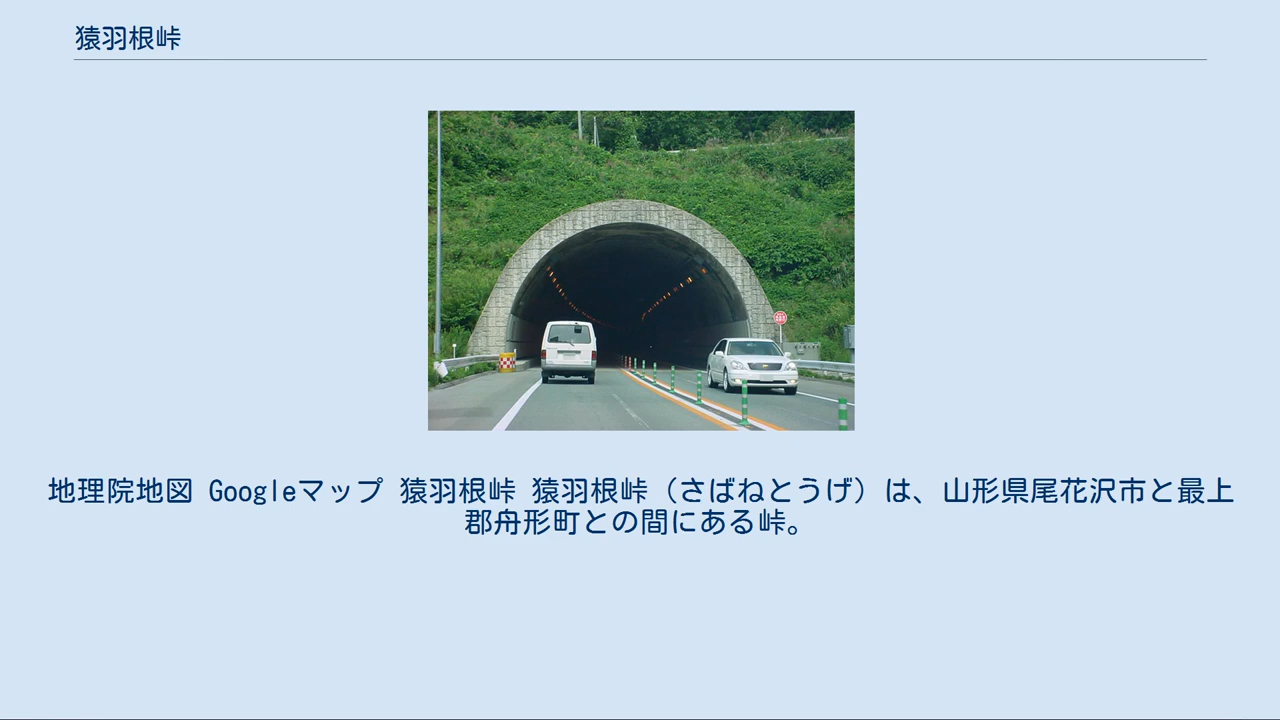 猿羽根峠
地理院地図 Googleマップ 猿羽根峠 猿羽根峠（さばねとうげ）は、山形県尾花沢市と最上
郡舟形町との間にある峠。